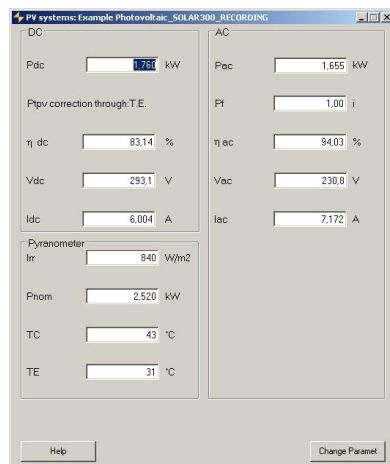 PV systems: Example Photovoltaic_SOLAR300_RECORDING
DC
Pdc 1,760 kW
Ptpv correction through:T.E.
η dc 83,14 %
Vdc 293,1 V
Idc 6,004 A
Pyranometer
Irr 840 W/m2
Pnom 2,520 kW
TC 43 °C
TE 31 °C
AC
Pac 1,655 kW
Pf 1,00 i
η ac 94,03 %
Vac 230,8 V
Iac 7,172 A
Help
Change Paramet